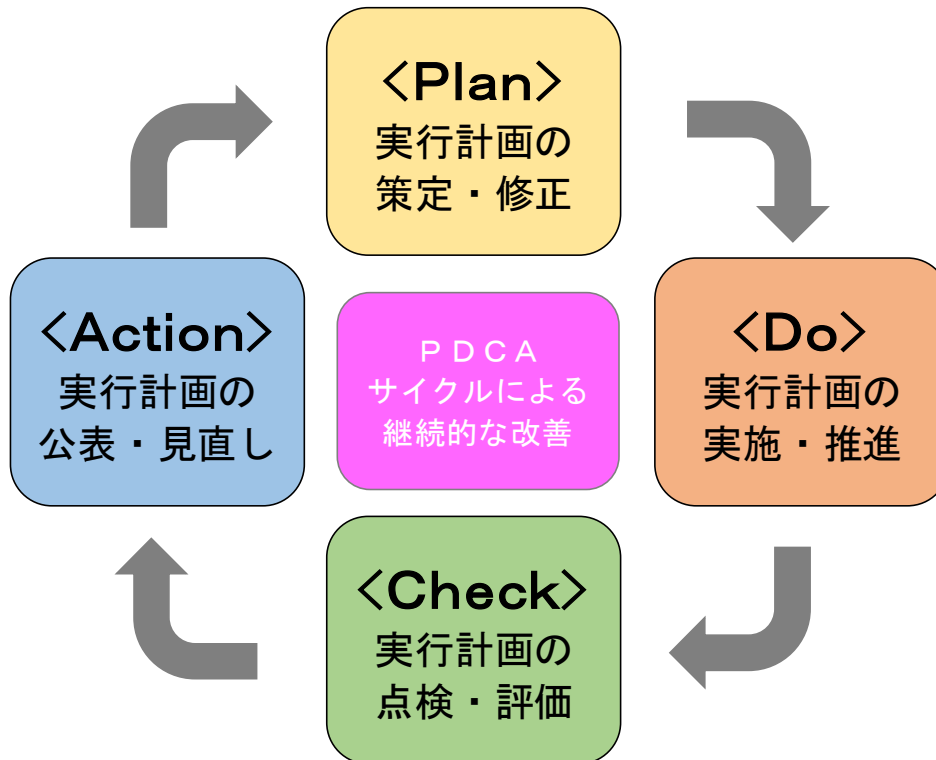 <Plan>
実行計画の
策定・修正
<Action>
実行計画の
公表・見直し
ＰＤＣＡ
サイクルによる
継続的な改善
<Do>
実行計画の
実施・推進
<Check>
実行計画の
点検・評価